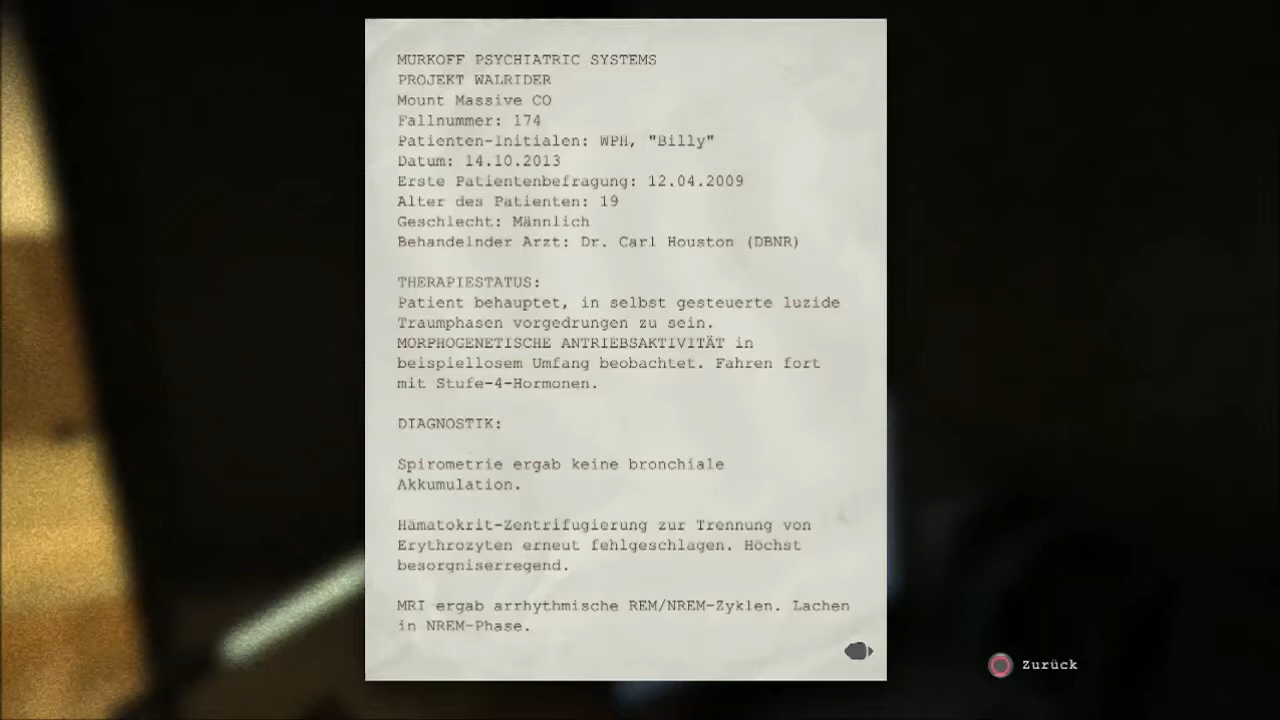 MURKOFF PSYCHIATRIC SYSTEMS
PROJEKT WALRIDER
Mount Massive CO
Fallnummer: 174
Patienten-Initialen: WPH, "Billy"
Datum: 14.10.2013
Erste Patientenbefragung: 12.04.2009
Alter des Patienten: 19
Geschlecht: Männlich
Behandelnder Arzt: Dr. Carl Houston (DBNR)
THERAPIESTATUS:
Patient behauptet, in selbst gesteuerte luzide
Traumphasen vorgedrungen zu sein.
MORPHOGENETISCHE ANTRIEBSAKTIVITÄT in
beispiellosem Umfang beobachtet. Fahren fort
mit Stufe-4-Hormonen.
DIAGNOSTIK:
Spirometrie ergab keine bronchiale
Akkumulation.
Hämatokrit-Zentrifugierung zur Trennung von
Erythrozyten erneut fehlgeschlagen. Höchst
besorgniserregend.
MRI ergab arrhythmische REM/NREM-Zyklen. Lachen
in NREM-Phase.
Zurück